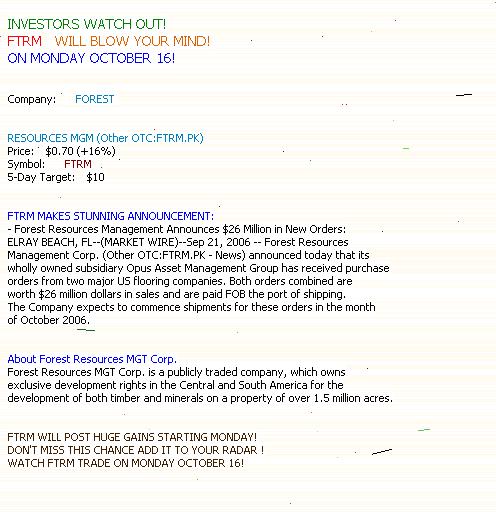 INVESTORS WATCH OUT!
FTRM WILL BLOW YOUR MIND!
ON MONDAY OCTOBER 16!
Company: FOREST
RESOURCES MGM (Other OTC:FTRM.PK)
Price: $0.70 (+16%)
Symbol: FTRM
5-Day Target: $10
FTRM MAKES STUNNING ANNOUNCEMENT:
- Forest Resources Management Announces $26 Million in New Orders:
ELRAY BEACH, FL--(MARKET WIRE)--Sep 21, 2006 -- Forest Resources
Management Corp. (Other OTC:FTRM.PK - News) announced today that its
wholly owned subsidiary Opus Asset Management Group has received purchase
orders from two major US flooring companies. Both orders combined are
worth $26 million dollars in sales and are paid FOB the port of shipping.
The Company expects to commence shipments for these orders in the month
of October 2006.
About Forest Resources MGT Corp.
Forest Resources MGT Corp. is a publicly traded company, which owns
exclusive development rights in the Central and South America for the
development of both timber and minerals on a property of over 1.5 million acres.
FTRM WILL POST HUGE GAINS STARTING MONDAY!
DON'T MISS THIS CHANCE ADD IT TO YOUR RADAR !
WATCH FTRM TRADE ON MONDAY OCTOBER 16!